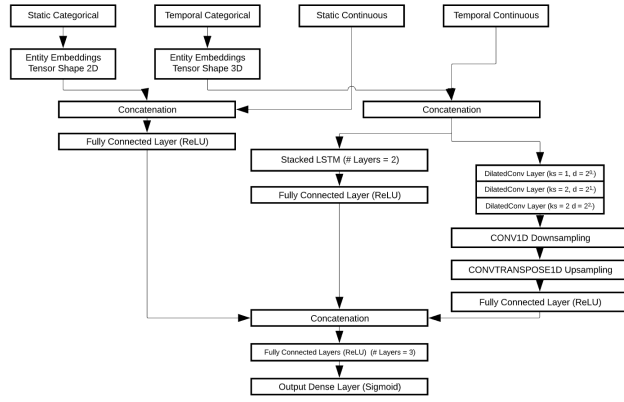 Static Categorical
Temporal Categorical
Static Continuous
Temporal Continuous
Entity Embeddings
Tensor Shape 2D
Entity Embeddings
Tensor Shape 3D
Concatenation
Concatenation
Fully Connected Layer (ReLU)
Stacked LSTM (# Layers = 2)
Fully Connected Layer (ReLU)
DilatedConv Layer (ks = 1, d = 2⁰)
DilatedConv Layer (ks = 2, d = 2¹)
DilatedConv Layer (ks = 2 d = 2²)
CONV1D Downsampling
CONVTRANSPOSE1D Upsampling
Fully Connected Layer (ReLU)
Concatenation
Fully Connected Layers (ReLU) (# Layers = 3)
Output Dense Layer (Sigmoid)